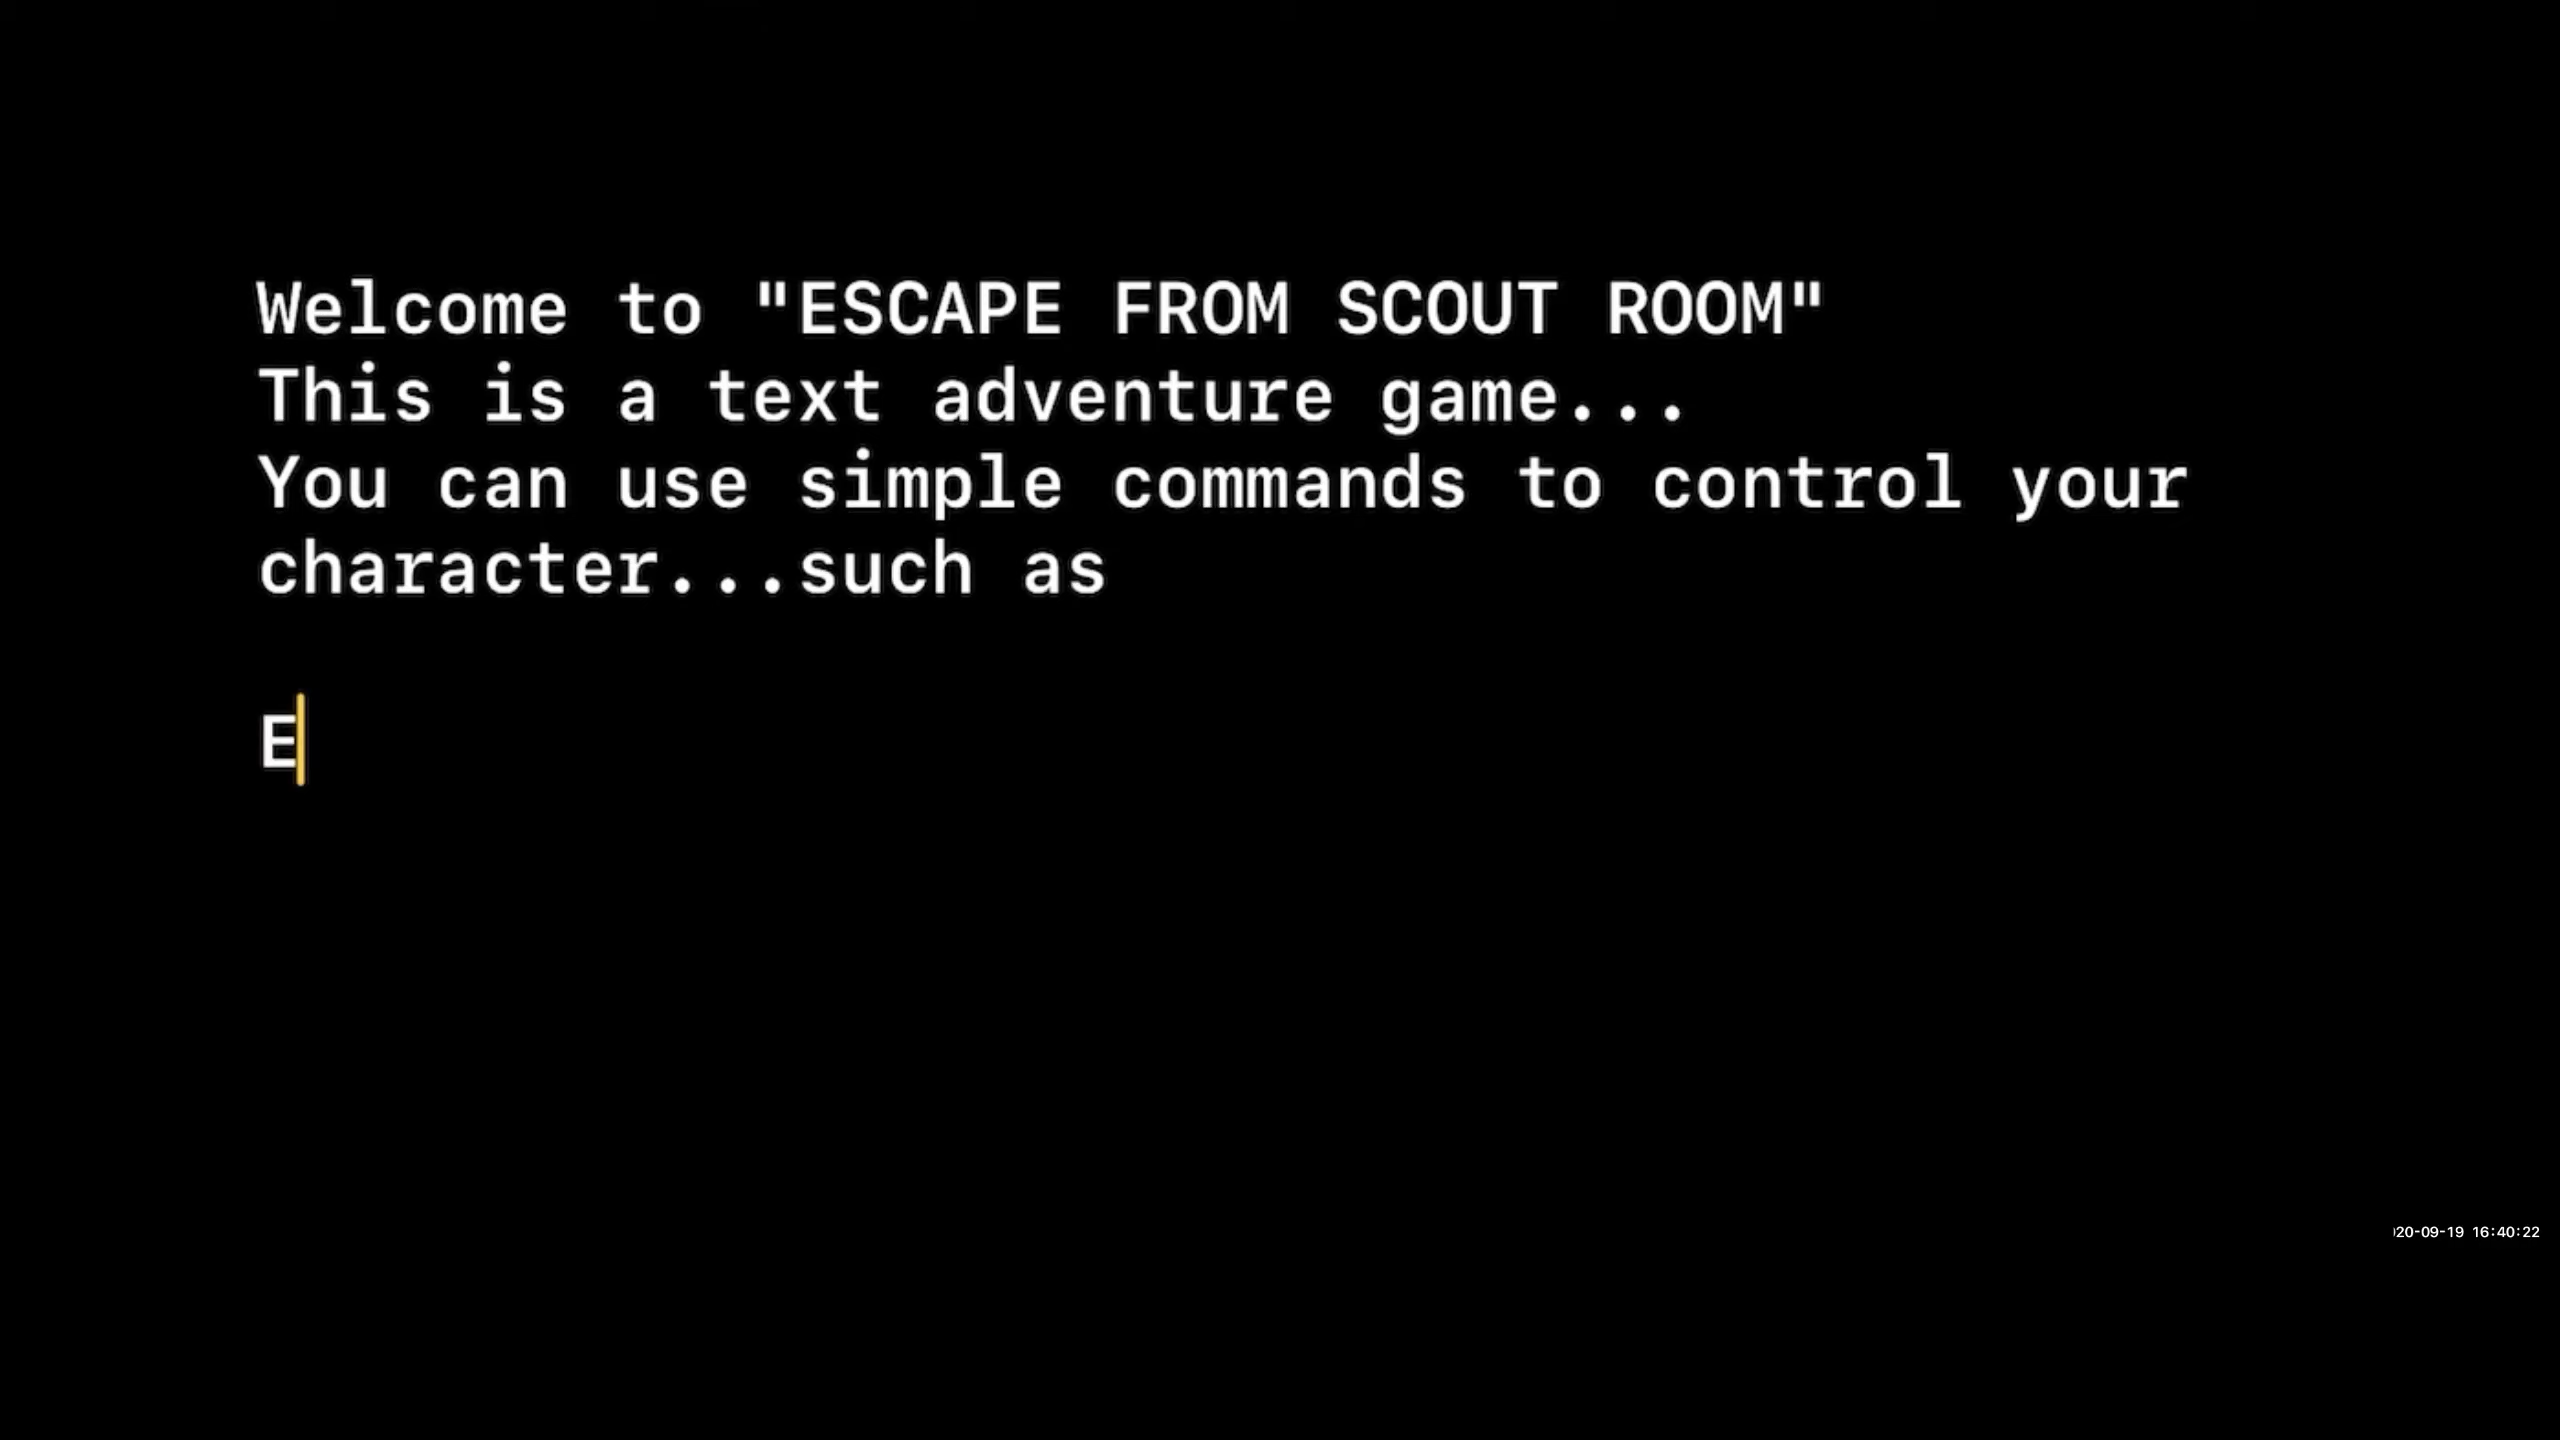 Welcome to "ESCAPE FROM SCOUT ROOM"
This is a text adventure game...
You can use simple commands to control your
character...such as
E
20-09-19 16:40:22